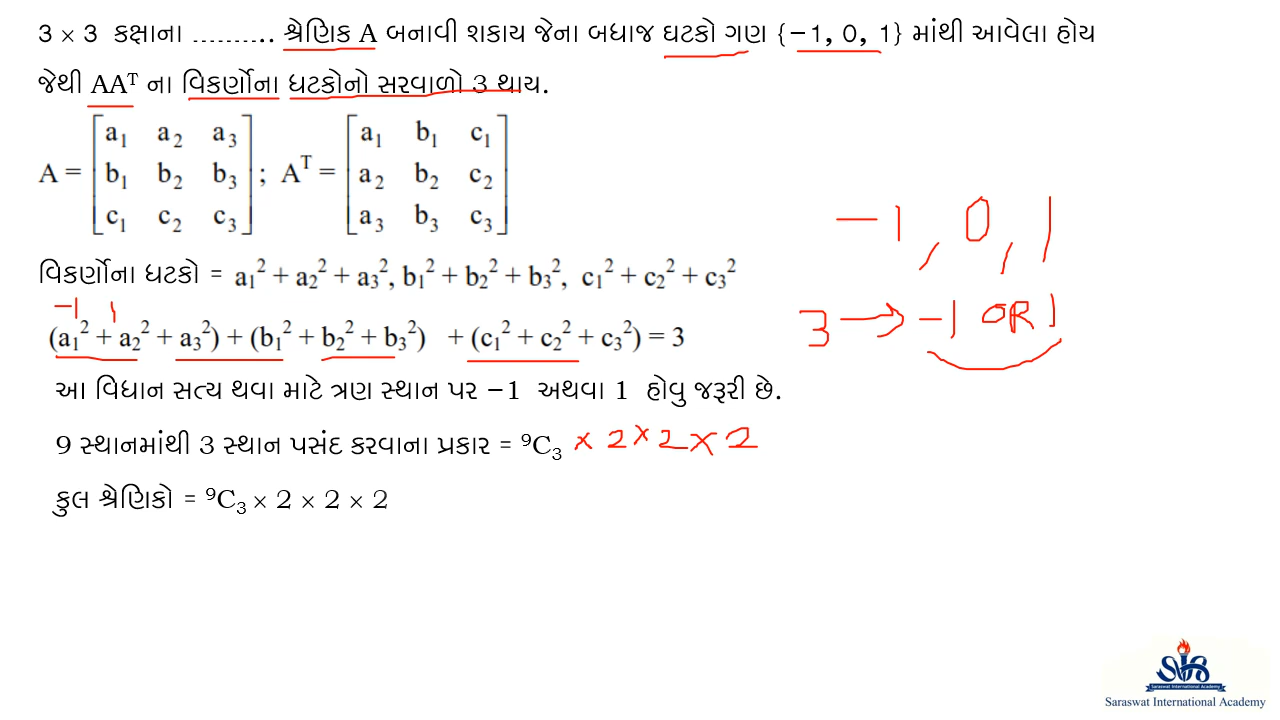 3 × 3 કક્ષાના .......... શ્રેણિક A બનાવી શકાય જેના બધાજ ઘટકો ગણ {−1, 0, 1} માંથી આવેલા હોય
જેથી AAᵀ ના વિકર્ણોના ઘટકોનો સરવાળો 3 થાય.
A = [a₁ a₂ a₃; b₁ b₂ b₃; c₁ c₂ c₃] ; Aᵀ = [a₁ b₁ c₁; a₂ b₂ c₂; a₃ b₃ c₃]
−1 , 0 , 1
વિકર્ણોના ઘટકો = a₁² + a₂² + a₃², b₁² + b₂² + b₃², c₁² + c₂² + c₃²
−1 1
3 → −1 OR 1
(a₁² + a₂² + a₃²) + (b₁² + b₂² + b₃²) + (c₁² + c₂² + c₃²) = 3
આ વિધાન સત્ય થવા માટે ત્રણ સ્થાન પર −1 અથવા 1 હોવુ જરૂરી છે.
9 સ્થાનમાંથી 3 સ્થાન પસંદ કરવાના પ્રકાર = ⁹C₃ × 2 × 2 × 2
કુલ શ્રેણિકો = ⁹C₃ × 2 × 2 × 2
SIA
Saraswat International Academy
Saraswat International Academy